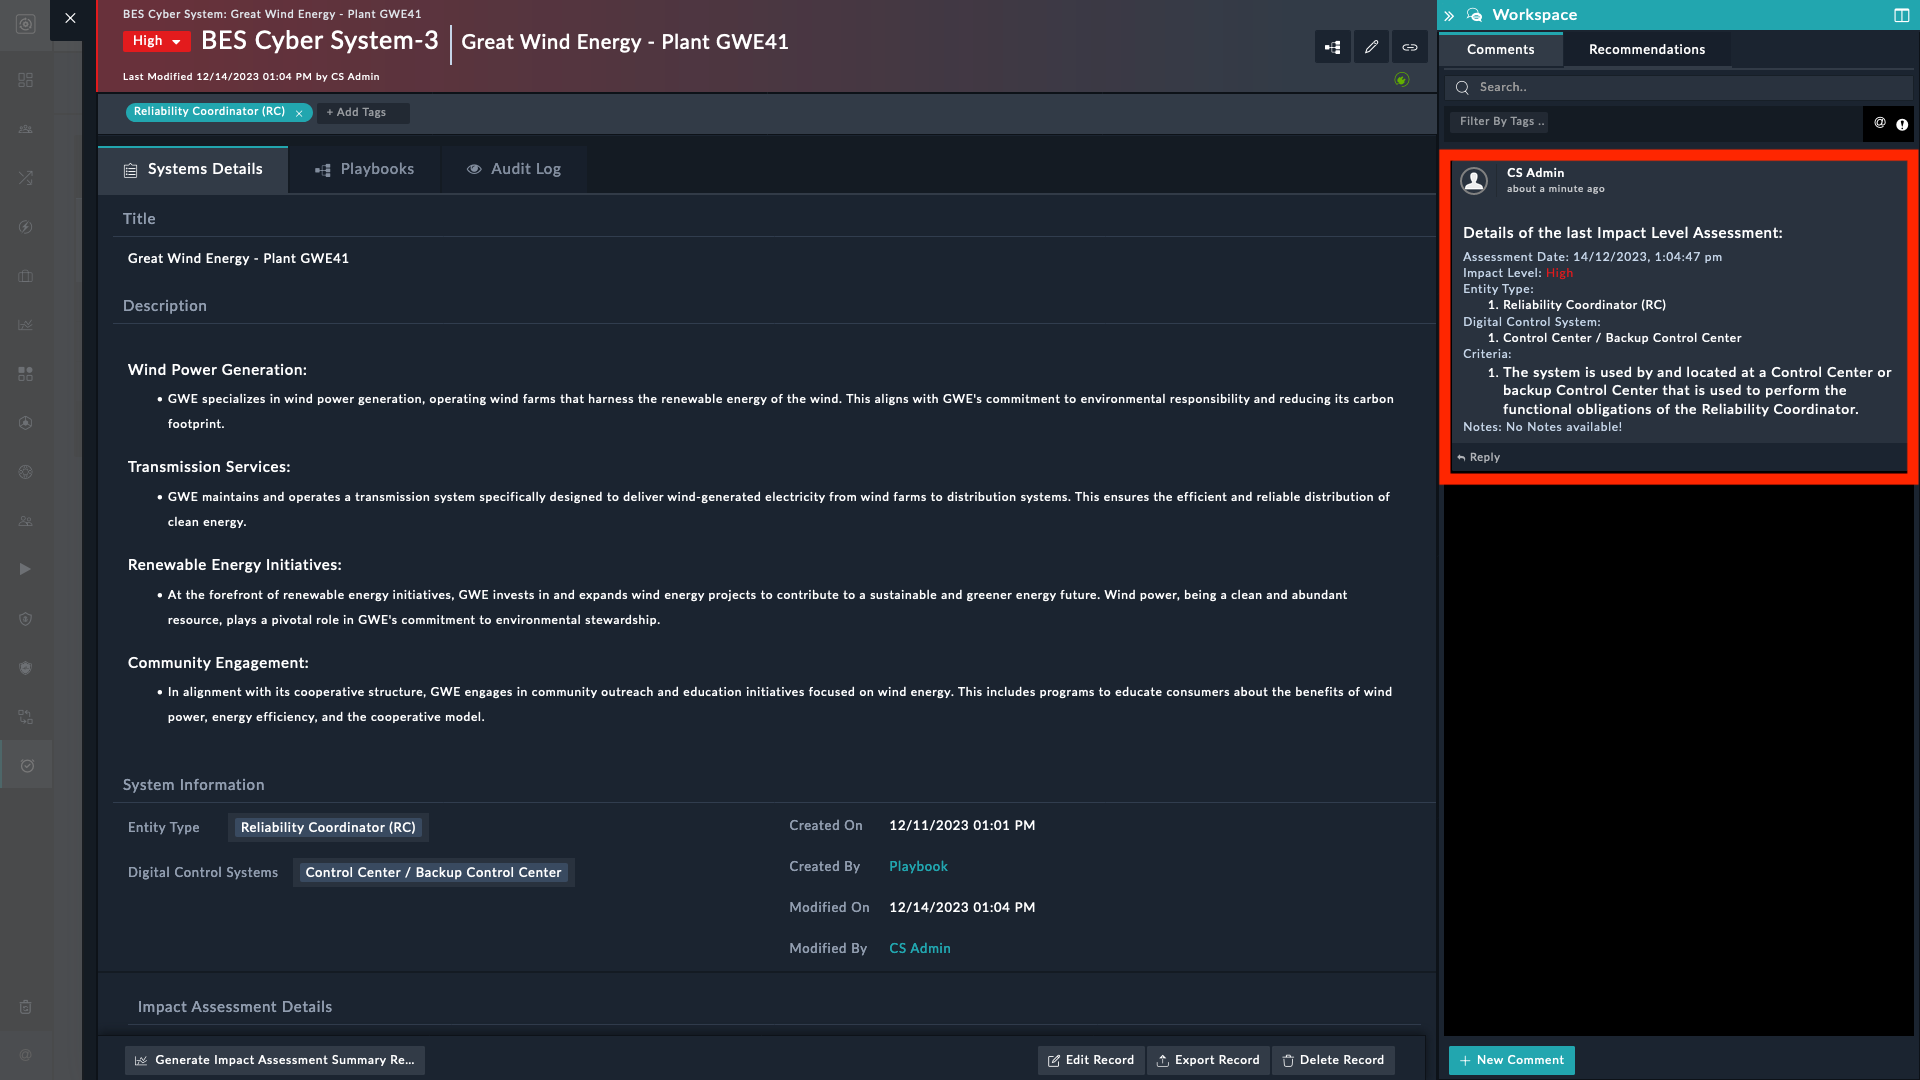 BES Cyber System: Great Wind Energy - Plant GWE41
High BES Cyber System-3 Great Wind Energy - Plant GWE41
Last Modified 12/14/2023 01:04 PM by CS Admin
Reliability Coordinator (RC) × + Add Tags
Systems Details Playbooks Audit Log
Title
Great Wind Energy - Plant GWE41
Description
Wind Power Generation:
• GWE specializes in wind power generation, operating wind farms that harness the renewable energy of the wind. This aligns with GWE's commitment to environmental responsibility and reducing its carbon
footprint.
Transmission Services:
• GWE maintains and operates a transmission system specifically designed to deliver wind-generated electricity from wind farms to distribution systems. This ensures the efficient and reliable distribution of
clean energy.
Renewable Energy Initiatives:
• At the forefront of renewable energy initiatives, GWE invests in and expands wind energy projects to contribute to a sustainable and greener energy future. Wind power, being a clean and abundant
resource, plays a pivotal role in GWE's commitment to environmental stewardship.
Community Engagement:
• In alignment with its cooperative structure, GWE engages in community outreach and education initiatives focused on wind energy. This includes programs to educate consumers about the benefits of wind
power, energy efficiency, and the cooperative model.
System Information
Entity Type Reliability Coordinator (RC)
Digital Control Systems Control Center / Backup Control Center
Created On 12/11/2023 01:01 PM
Created By Playbook
Modified On 12/14/2023 01:04 PM
Modified By CS Admin
Impact Assessment Details
Generate Impact Assessment Summary Re...
Edit Record Export Record Delete Record
Workspace
Comments Recommendations
Search..
Filter By Tags ..
@
CS Admin
about a minute ago
Details of the last Impact Level Assessment:
Assessment Date: 14/12/2023, 1:04:47 pm
Impact Level: High
Entity Type:
1. Reliability Coordinator (RC)
Digital Control System:
1. Control Center / Backup Control Center
Criteria:
1. The system is used by and located at a Control Center or
backup Control Center that is used to perform the
functional obligations of the Reliability Coordinator.
Notes: No Notes available!
Reply
+ New Comment